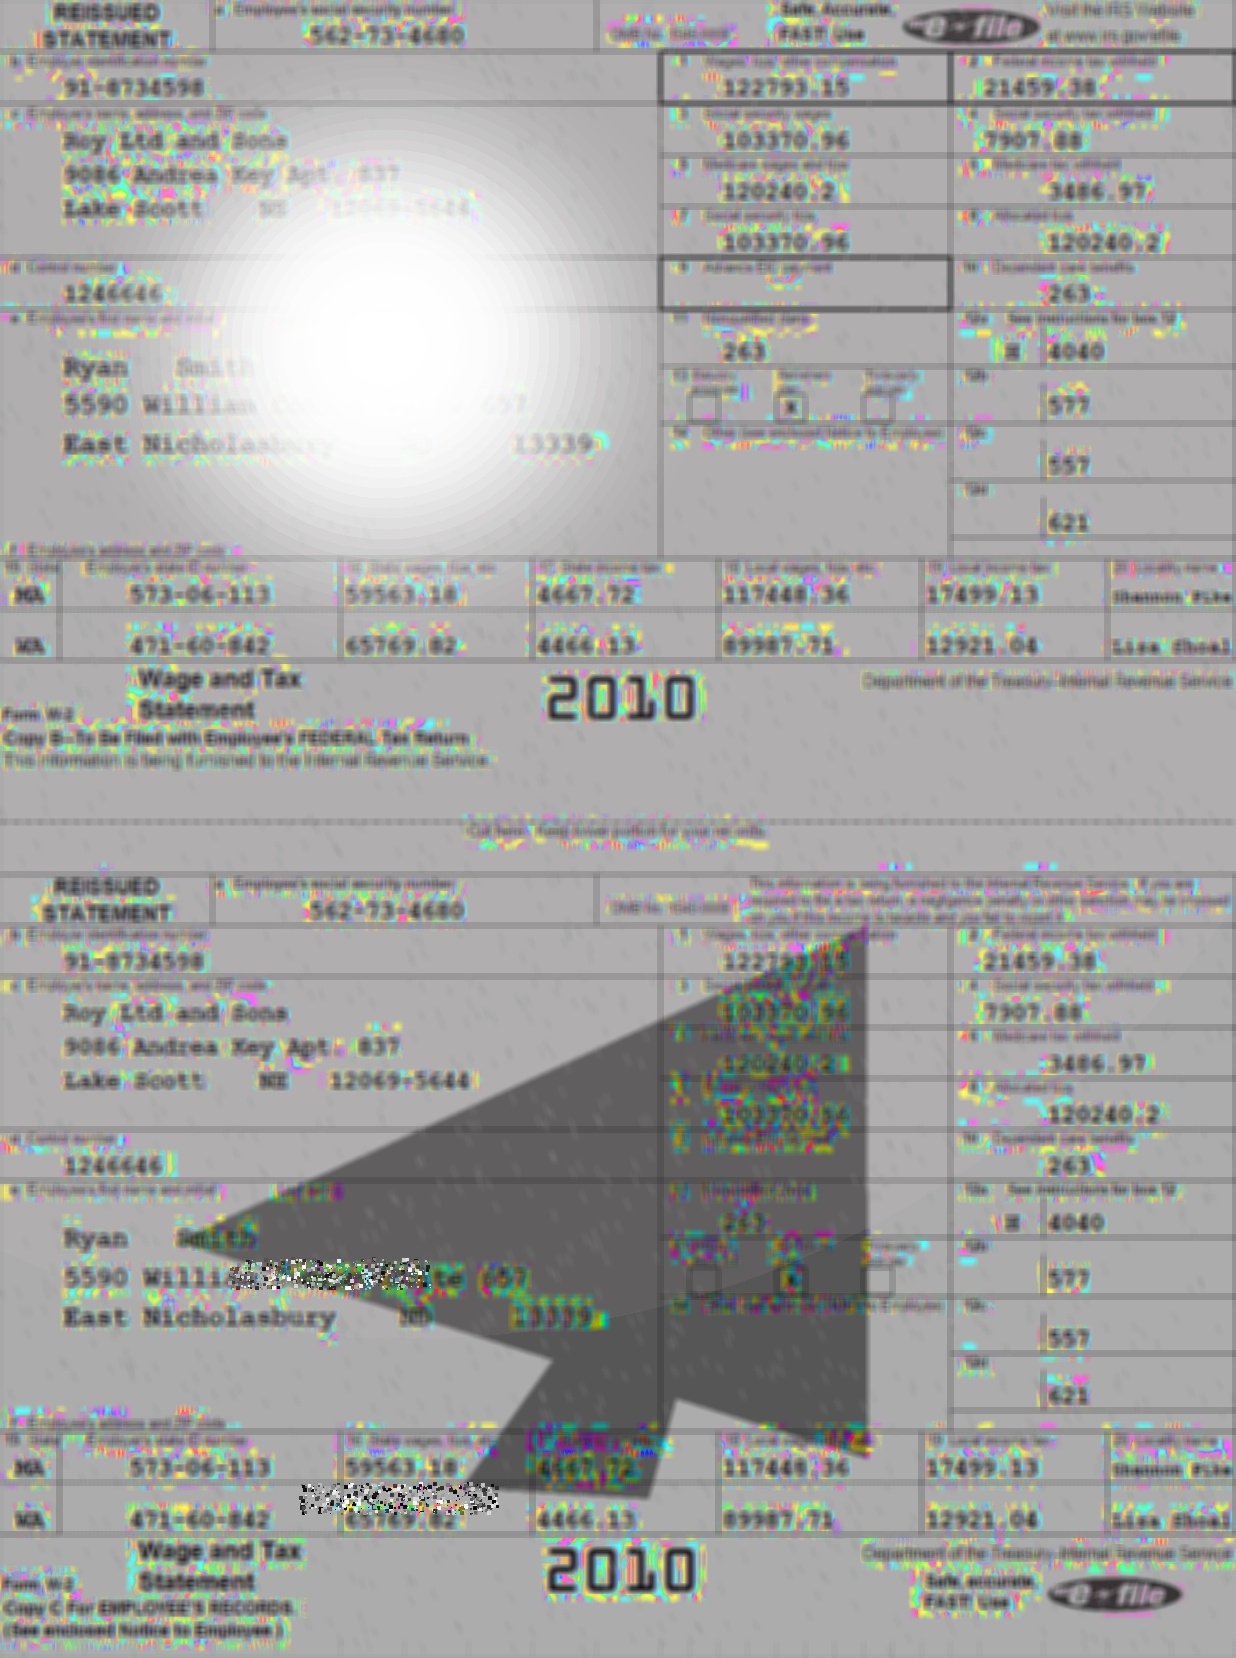 REISSUED STATEMENT
a Employee's social security number
562-73-4680
OMB No. 1545-0008
Safe, Accurate, FAST! Use
e-file
Visit the IRS Website at www.irs.gov/efile
b Employer identification number
91-8734598
1 Wages, tips, other compensation
122793.15
2 Federal income tax withheld
21459.38
c Employer's name, address, and ZIP code
Roy Ltd and Sons
9086 Andrea Key Apt. 837
Lake Scott NE 12069-5644
3 Social security wages
103370.96
4 Social security tax withheld
7907.88
5 Medicare wages and tips
120240.2
6 Medicare tax withheld
3486.97
7 Social security tips
103370.96
8 Allocated tips
120240.2
d Control number
1246646
9 Advance EIC payment
10 Dependent care benefits
263
e Employee's first name and initial
Ryan Smith
5590 William 657
East Nicholasbury 13339
11 Nonqualified plans
263
12a See instructions for box 12
H 4040
13
X
12b
577
14 Other (see enclosed Notice to Employee)
12c
557
12d
621
f Employee's address and ZIP code
15 State Employer's state ID number
16 State wages, tips, etc.
17 State income tax
18 Local wages, tips, etc.
19 Local income tax
20 Locality name
MA 573-06-113 59563.18 4667.72 117448.36 17499.13 Shannon Pike
WA 471-60-842 65769.82 4466.13 89987.71 12921.04 Lisa Shoal
Form W-2 Wage and Tax Statement
2010
Department of the Treasury-Internal Revenue Service
Copy B-To Be Filed with Employee's FEDERAL Tax Return
This information is being furnished to the Internal Revenue Service.
Cut here. Keep lower portion for your records.
REISSUED STATEMENT
a Employee's social security number
562-73-4680
OMB No. 1545-0008
This information is being furnished to the Internal Revenue Service. If you are
required to file a tax return, a negligence penalty or other sanction may be imposed
on you if this income is taxable and you fail to report it.
b Employer identification number
91-8734598
1 Wages, tips, other compensation
122793.15
2 Federal income tax withheld
21459.38
c Employer's name, address, and ZIP code
Roy Ltd and Sons
9086 Andrea Key Apt. 837
Lake Scott NE 12069-5644
3
103370.96
4 Social security tax withheld
7907.88
120240.2
6 Medicare tax withheld
3486.97
103370.96
8 Allocated tips
120240.2
d Control number
1246646
10 Dependent care benefits
263
e Employee's first name and initial
Ryan Smith
5590 657
East Nicholasbury ND 13339
11 Nonqualified plans
263
12a See instructions for box 12
H 4040
X
12b
577
12c
557
12d
621
f Employee's address and ZIP code
15 State Employer's state ID number
16 State wages, tips, etc.
18 Local wages, tips, etc.
19 Local income tax
20 Locality name
MA 573-06-113 59563.18 4667.72 117448.36 17499.13 Shannon Pike
WA 471-60-842 65769.82 4466.13 89987.71 12921.04 Lisa Shoal
Form W-2 Wage and Tax Statement
2010
Department of the Treasury-Internal Revenue Service
Copy C For EMPLOYEE'S RECORDS
(See enclosed Notice to Employee.)
Safe, accurate, FAST! Use
e-file